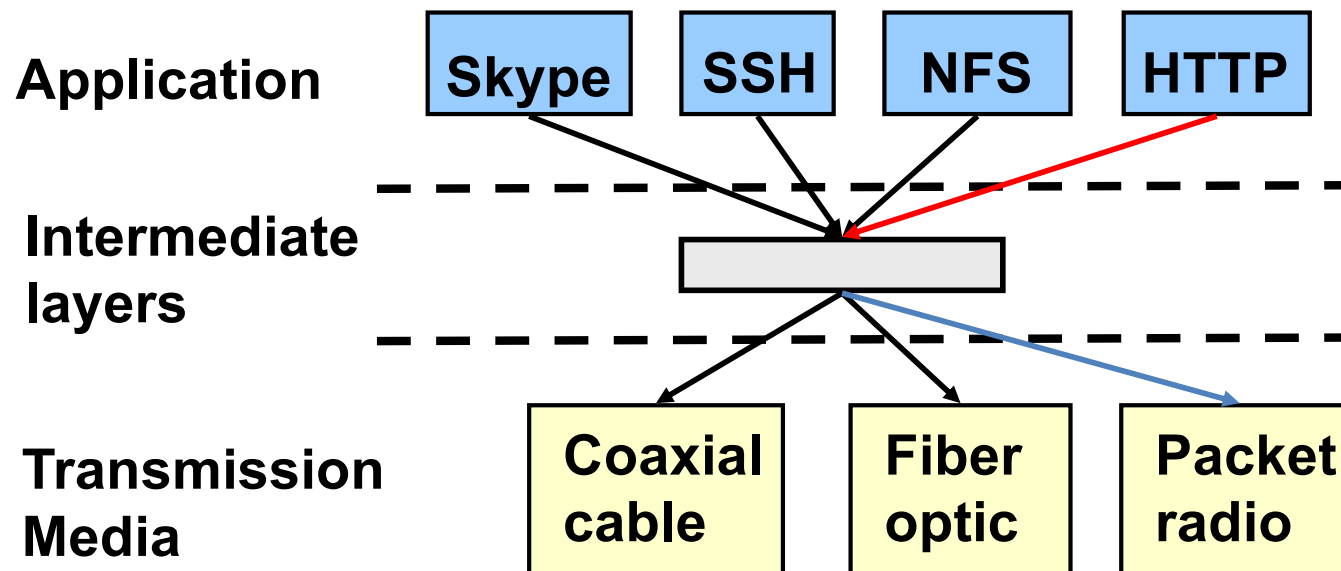 Application
Skype
SSH
NFS
HTTP
Intermediate
layers
Transmission
Media
Coaxial
cable
Fiber
optic
Packet
radio